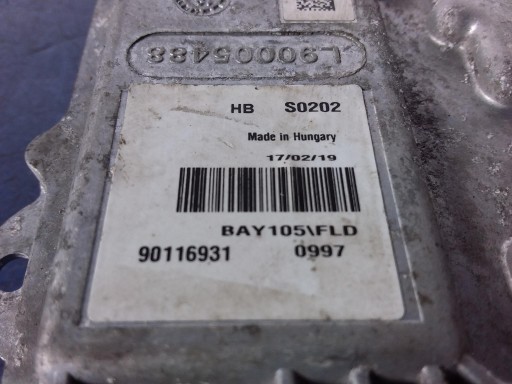 L90005488
HB S0202
Made in Hungary
17/02/19
BAY105\FLD
90116931 0997